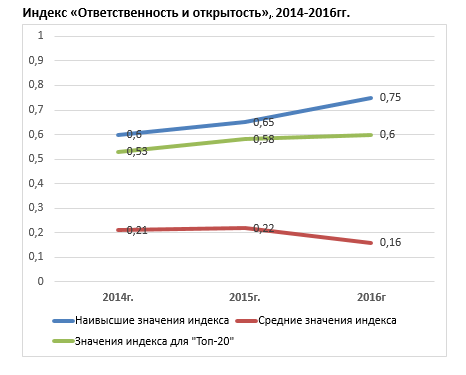 Индекс «Ответственность и открытость», 2014-2016гг.
1
0,9
0,8
0,7
0,6
0,5
0,4
0,3
0,2
0,1
0
0,6
0,65
0,75
0,53
0,58
0,6
0,21
0,22
0,16
2014г.
2015г.
2016г
Наивысшие значения индекса
Средние значения индекса
Значения индекса для "Топ-20"